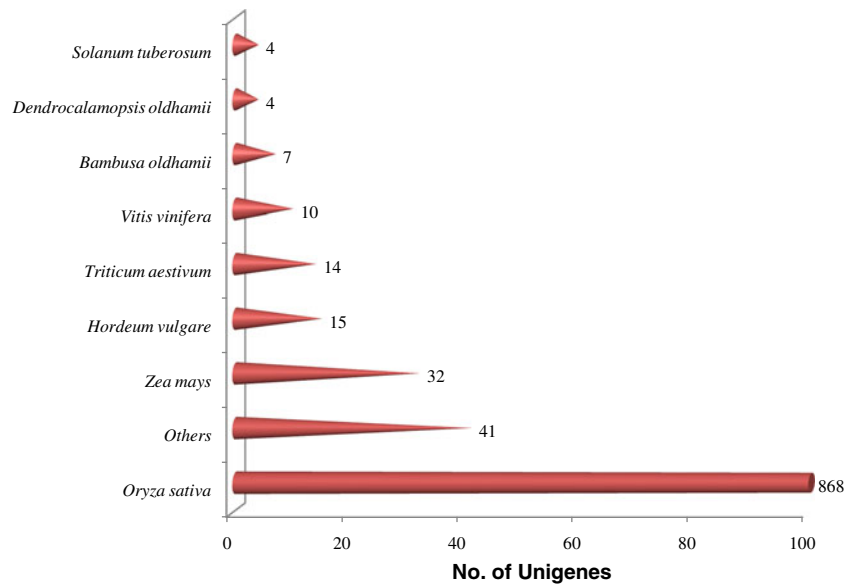 Solanum tuberosum 4
Dendrocalamopsis oldhamii 4
Bambusa oldhamii 7
Vitis vinifera 10
Triticum aestivum 14
Hordeum vulgare 15
Zea mays 32
Others 41
Oryza sativa 868
0 20 40 60 80 100
No. of Unigenes